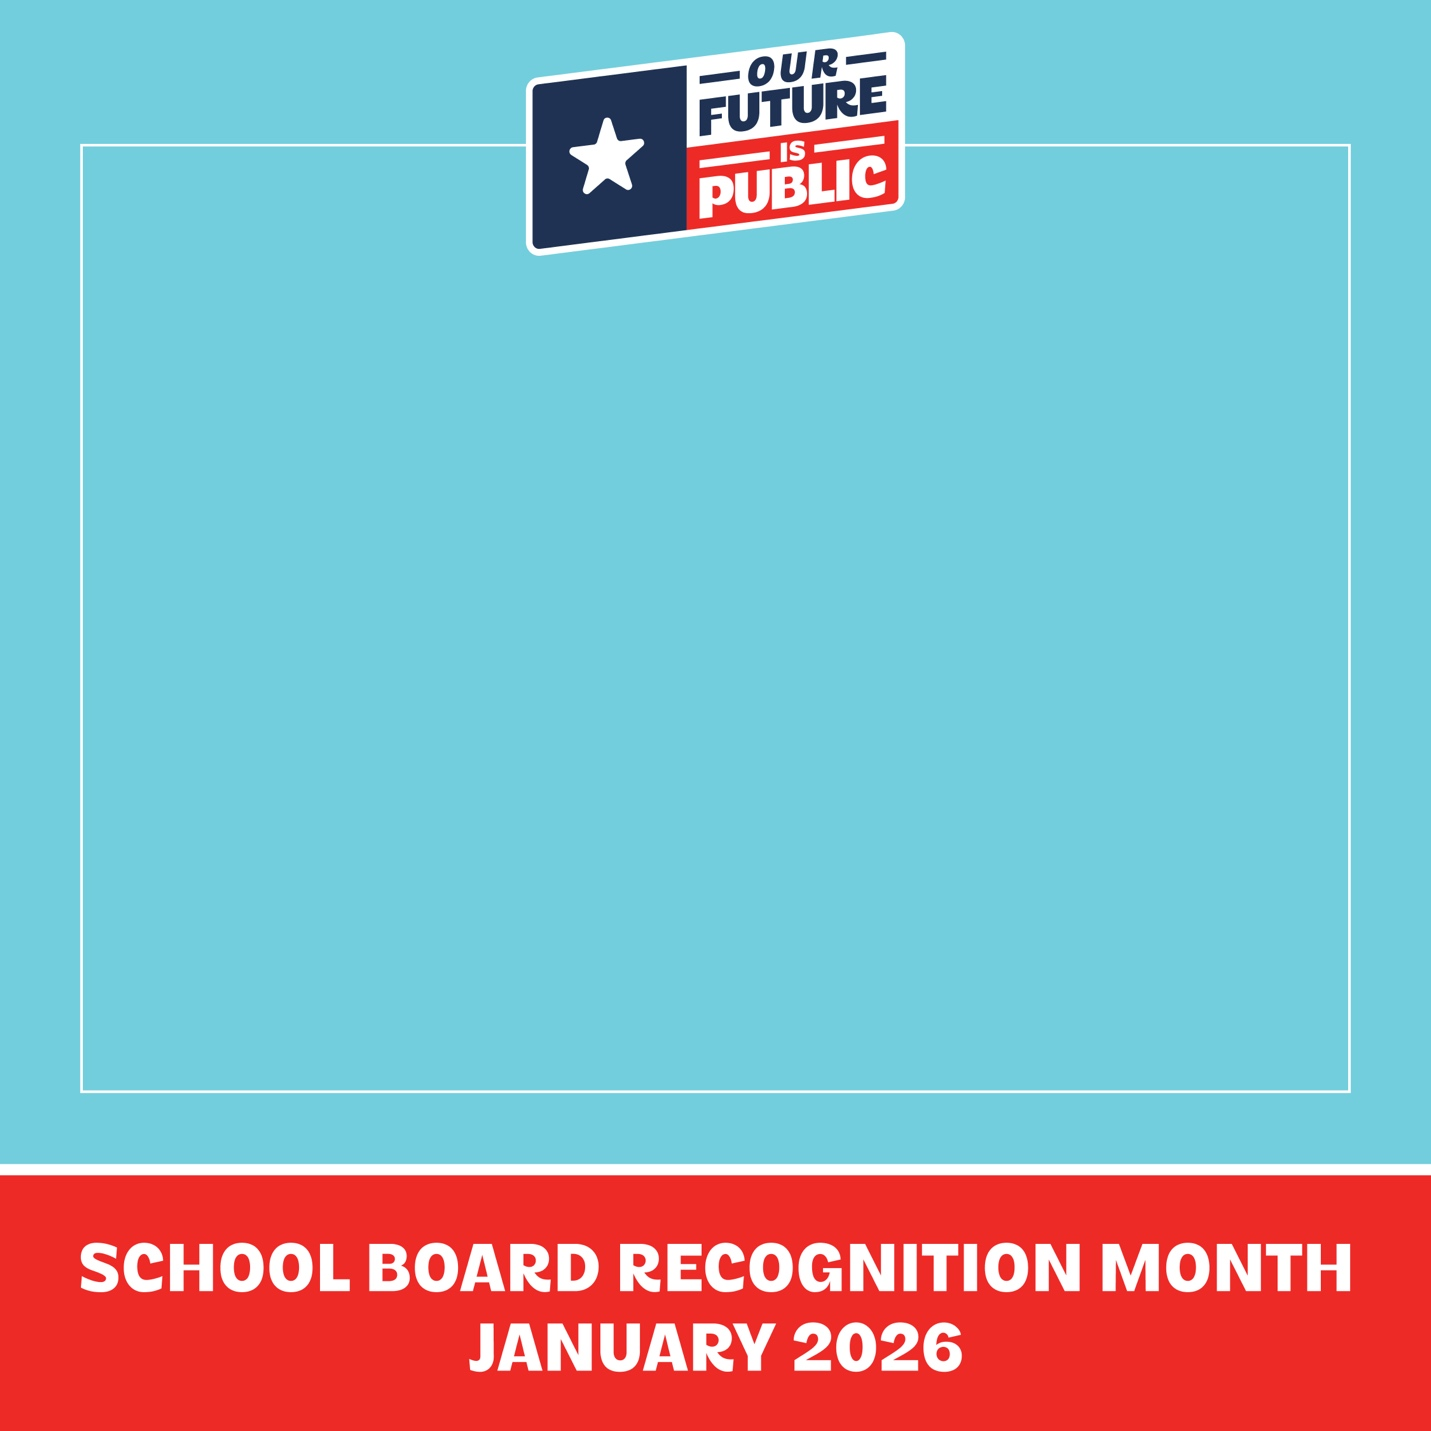 OUR
FUTURE
IS
PUBLIC
SCHOOL BOARD RECOGNITION MONTH
JANUARY 2026